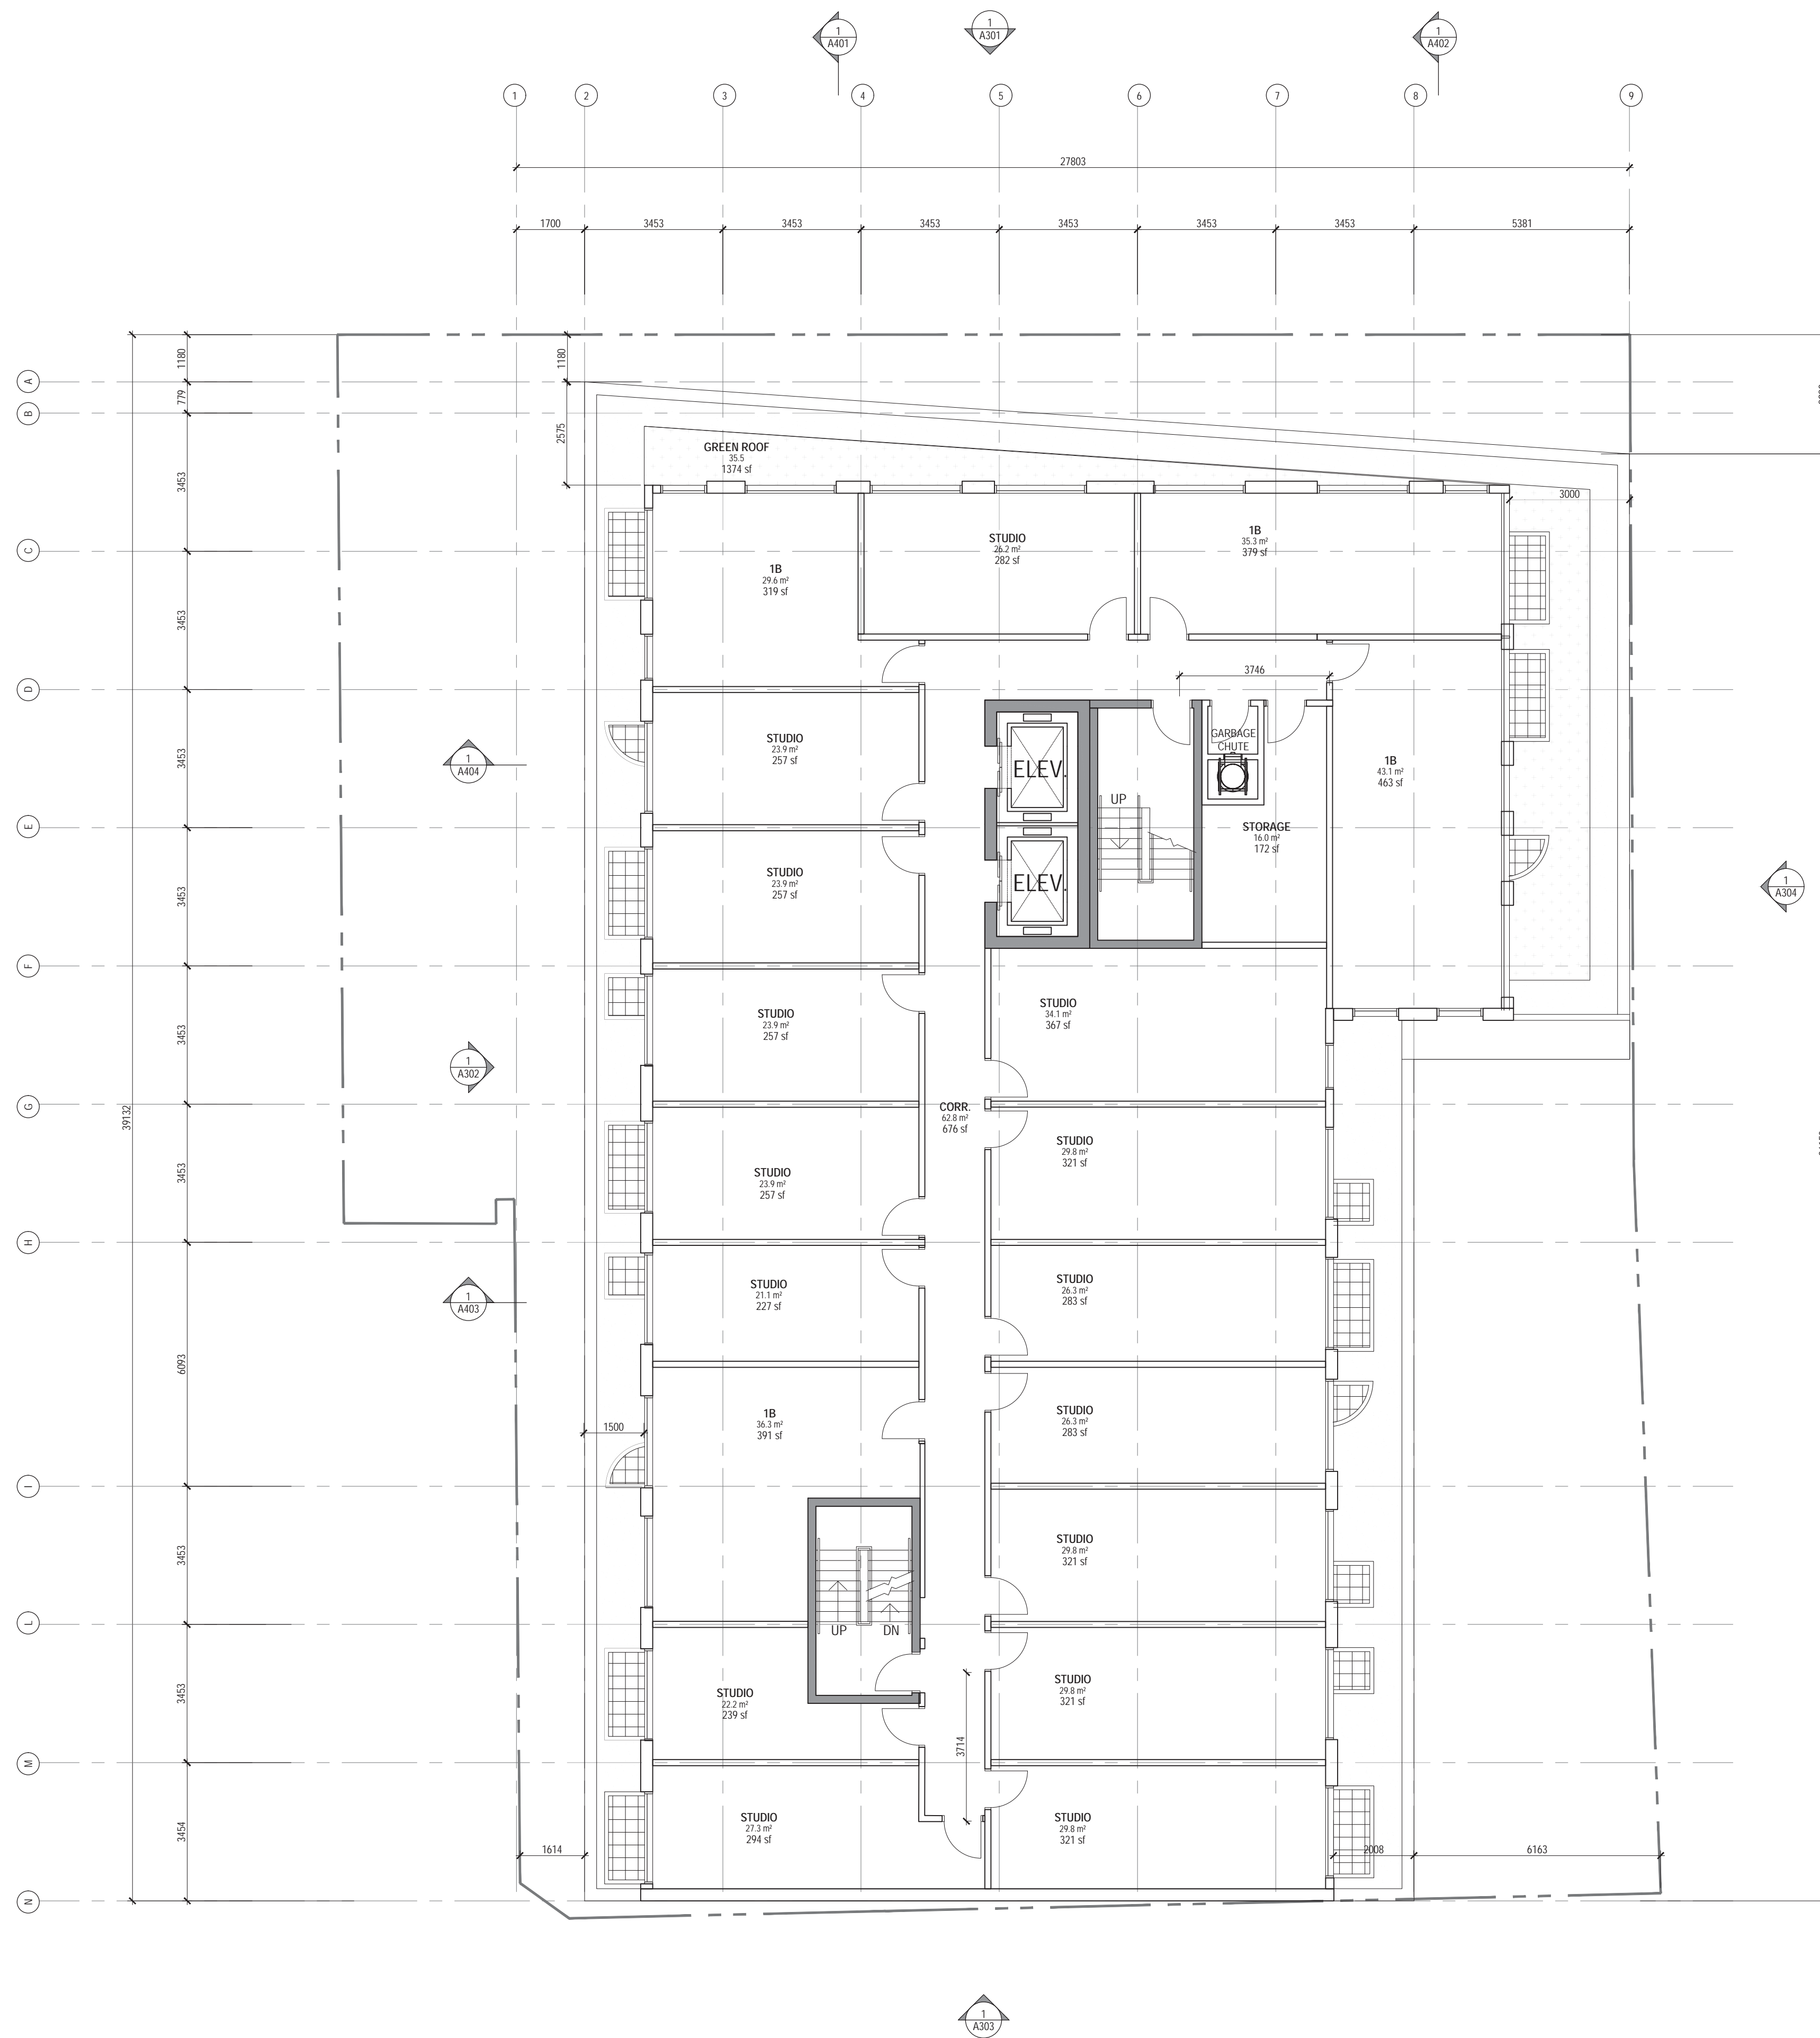 1
A401
1
A301
1
A402
1
2
3
4
5
6
7
8
9
27803
1700
3453
3453
3453
3453
3453
3453
5381
1180
1180
A
779
B
2575
GREEN ROOF
35.5
1374 sf
3453
3000
1B
35.3 m²
379 sf
STUDIO
26.2 m²
282 sf
C
1B
29.6 m²
319 sf
3453
3746
D
STUDIO
23.9 m²
257 sf
GARBAGE
CHUTE
3453
1
A404
ELEV.
1B
43.1 m²
463 sf
UP
E
STORAGE
16.0 m²
172 sf
STUDIO
23.9 m²
257 sf
ELEV.
3453
1
A304
F
STUDIO
34.1 m²
367 sf
STUDIO
23.9 m²
257 sf
3453
1
A302
G
CORR.
62.8 m²
676 sf
39132
STUDIO
29.8 m²
321 sf
STUDIO
23.9 m²
257 sf
3453
H
STUDIO
26.3 m²
283 sf
STUDIO
21.1 m²
227 sf
1
A403
6093
1B
36.3 m²
391 sf
STUDIO
26.3 m²
283 sf
1500
I
STUDIO
29.8 m²
321 sf
3453
L
UP
DN
STUDIO
29.8 m²
321 sf
STUDIO
22.2 m²
239 sf
3453
3714
M
STUDIO
27.3 m²
294 sf
STUDIO
29.8 m²
321 sf
3454
1614
2008
6163
N
1
A303